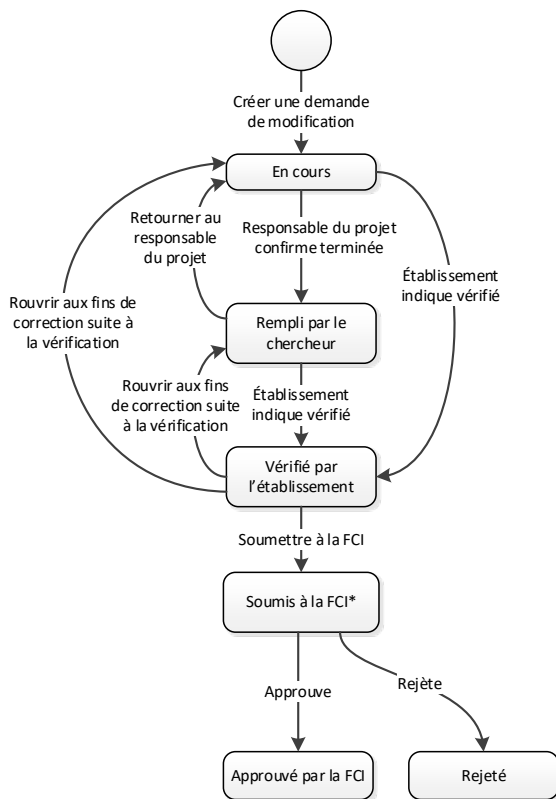 Créer une demande
de modification
En cours
Retourner au
responsable
du projet
Responsable du projet
confirme terminée
Établissement
indique vérifié
Rouvrir aux fins de
correction suite à
la vérification
Rempli par le
chercheur
Rouvrir aux fins
de correction suite
à la vérification
Établissement
indique vérifié
Vérifié par
l'établissement
Soumettre à la FCI
Soumis à la FCI*
Approuve
Rejète
Approuvé par la FCI
Rejeté